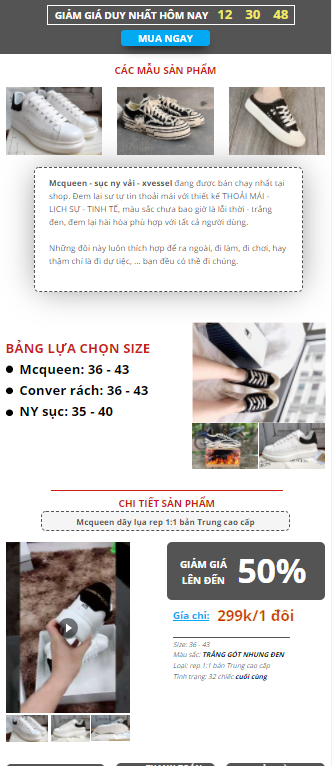 GIẢM GIÁ DUY NHẤT HÔM NAY 12 30 48
MUA NGAY
CÁC MẪU SẢN PHẨM
Mcqueen - sục ny vải - xvessel đang được bán chạy nhất tại
shop. Đem lại sự tự tin thoải mái với thiết kế THOẢI MÁI -
LỊCH SỰ - TINH TẾ, màu sắc chưa bao giờ là lỗi thời - trắng
đen, đem lại hài hòa phù hợp với tất cả người dùng.
Những đôi này luôn thích hợp để ra ngoài, đi làm, đi chơi, hay
thậm chí là đi dự tiệc, ... bạn đều có thể đi chúng.
BẢNG LỰA CHỌN SIZE
Mcqueen: 36 - 43
Conver rách: 36 - 43
NY sục: 35 - 40
CHI TIẾT SẢN PHẨM
Mcqueen dây lụa rep 1:1 bản Trung cao cấp
GIẢM GIÁ
LÊN ĐẾN 50%
Gía chỉ: 299k/1 đôi
Size: 36 - 43
Màu sắc: TRẮNG GÓT NHUNG ĐEN
Loại: rep 1:1 bản Trung cao cấp
Tình trạng: 32 chiếc cuối cùng